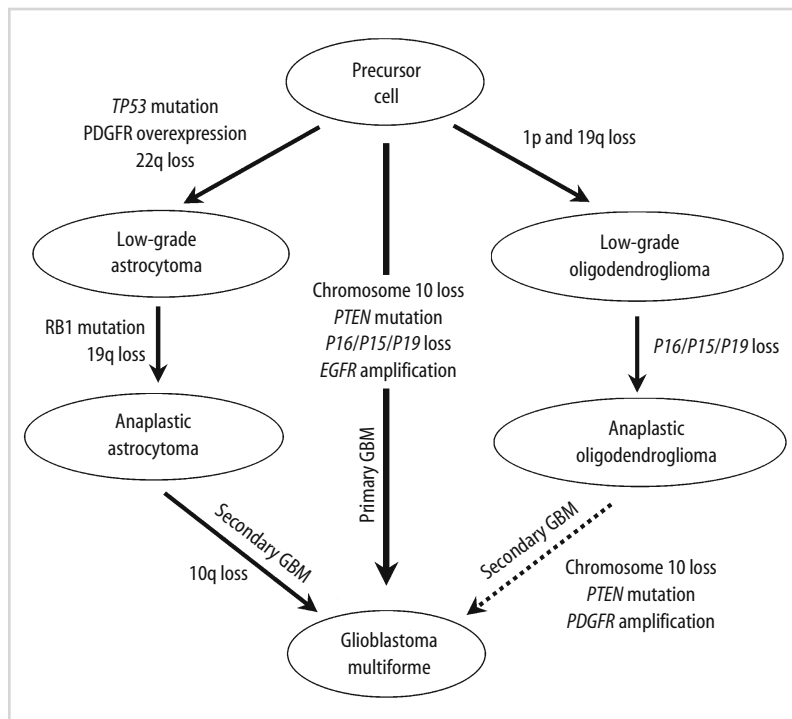 Precursor
cell
TP53 mutation
PDGFR overexpression
22q loss
1p and 19q loss
Low-grade
astrocytoma
Low-grade
oligodendroglioma
Chromosome 10 loss
PTEN mutation
P16/P15/P19 loss
EGFR amplification
RB1 mutation
19q loss
P16/P15/P19 loss
Anaplastic
astrocytoma
Anaplastic
oligodendroglioma
Primary GBM
Secondary GBM
10q loss
Secondary GBM
Chromosome 10 loss
PTEN mutation
PDGFR amplification
Glioblastoma
multiforme